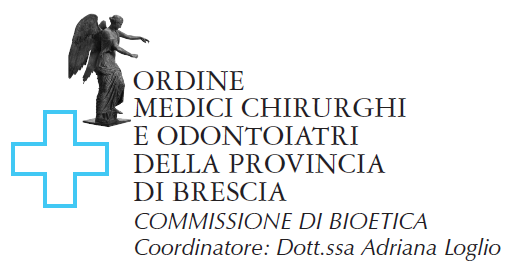 ORDINE
MEDICI CHIRURGHI
E ODONTOIATRI
DELLA PROVINCIA
DI BRESCIA
COMMISSIONE DI BIOETICA
Coordinatore: Dott.ssa Adriana Loglio